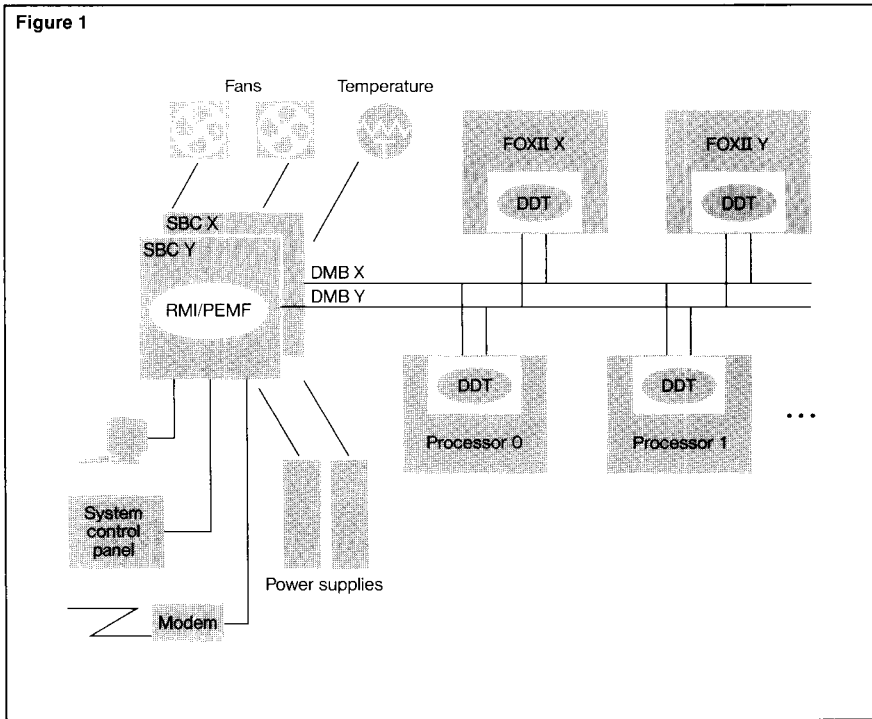 Figure 1
Fans
Temperature
FOXII X
FOXII Y
DDT
DDT
SBC X
SBC Y
DMB X
DMB Y
RMI/PEMF
DDT
DDT
Processor 0
Processor 1
...
System
control
panel
Power supplies
Modem